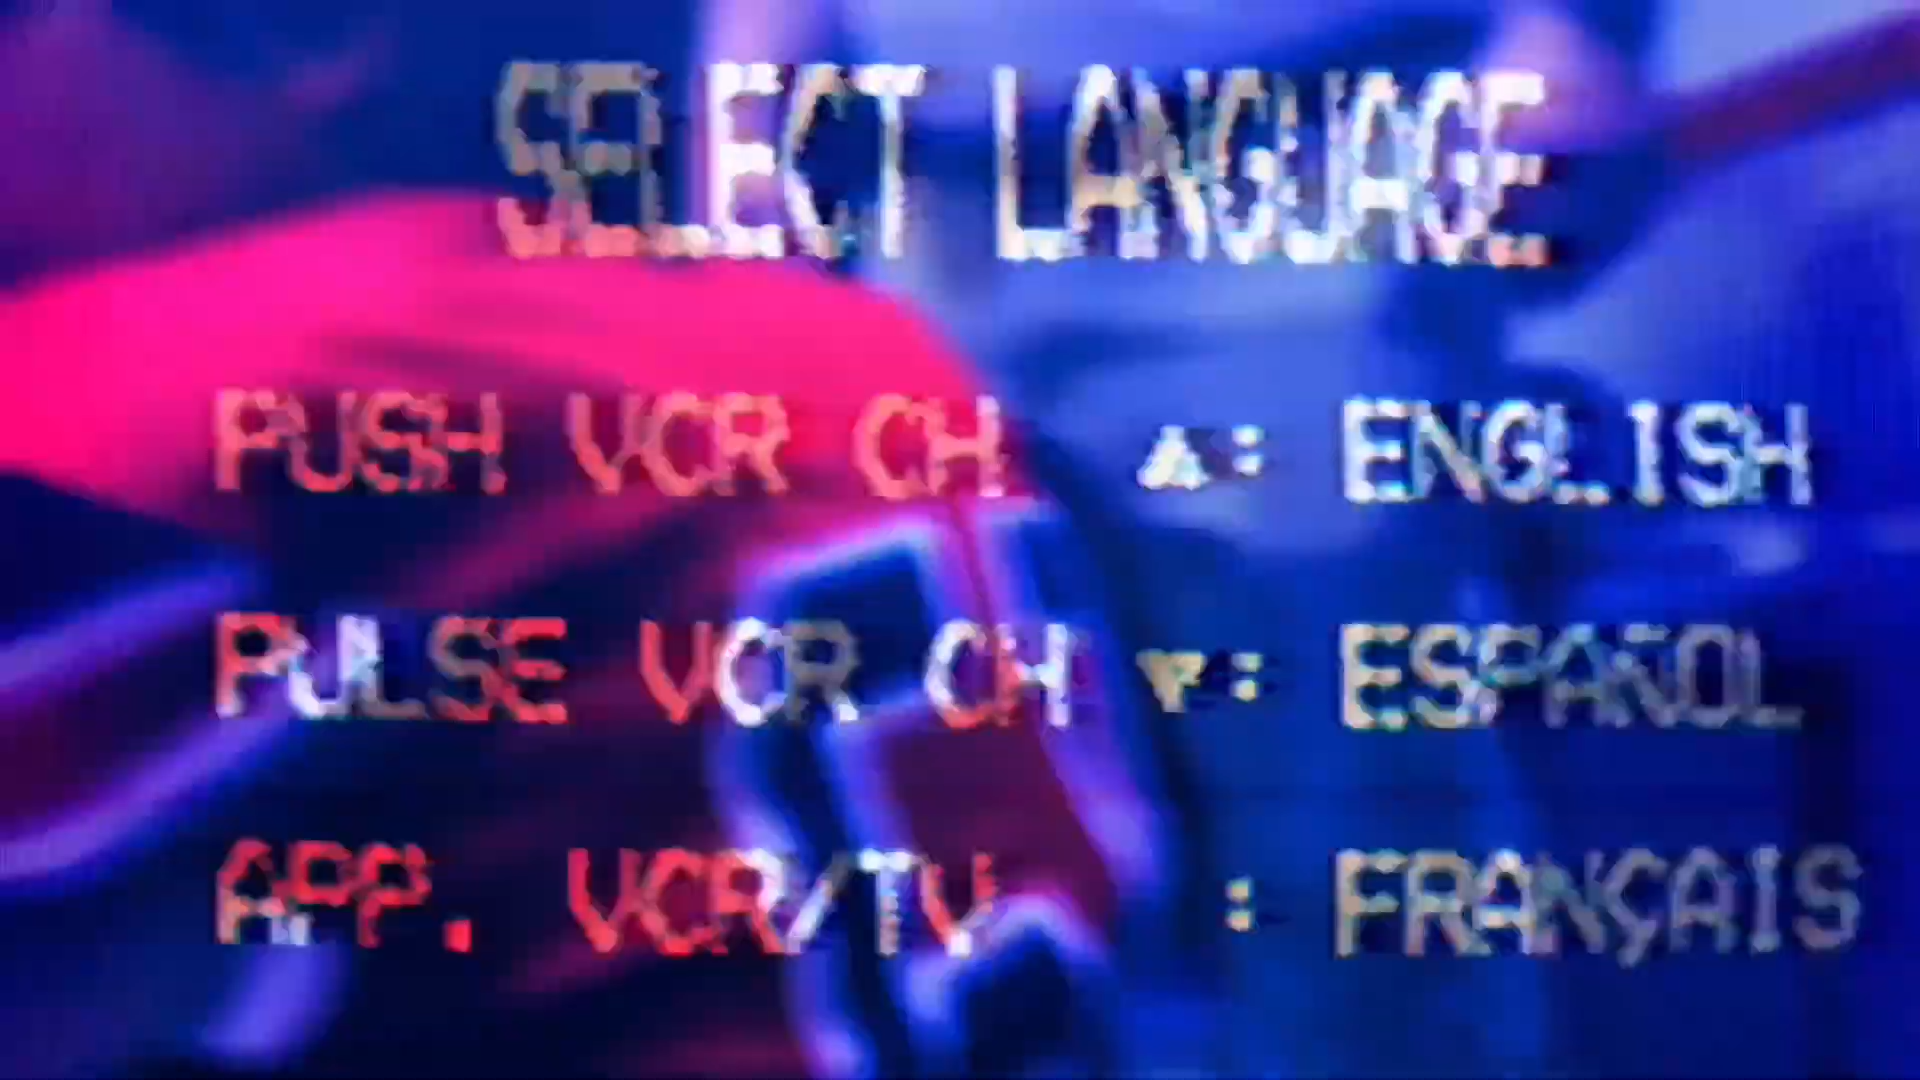 SELECT LANGUAGE
PUSH VCR CH ▲: ENGLISH
PULSE VCR CH ▼: ESPAÑOL
APP. VCR/TV : FRANÇAIS